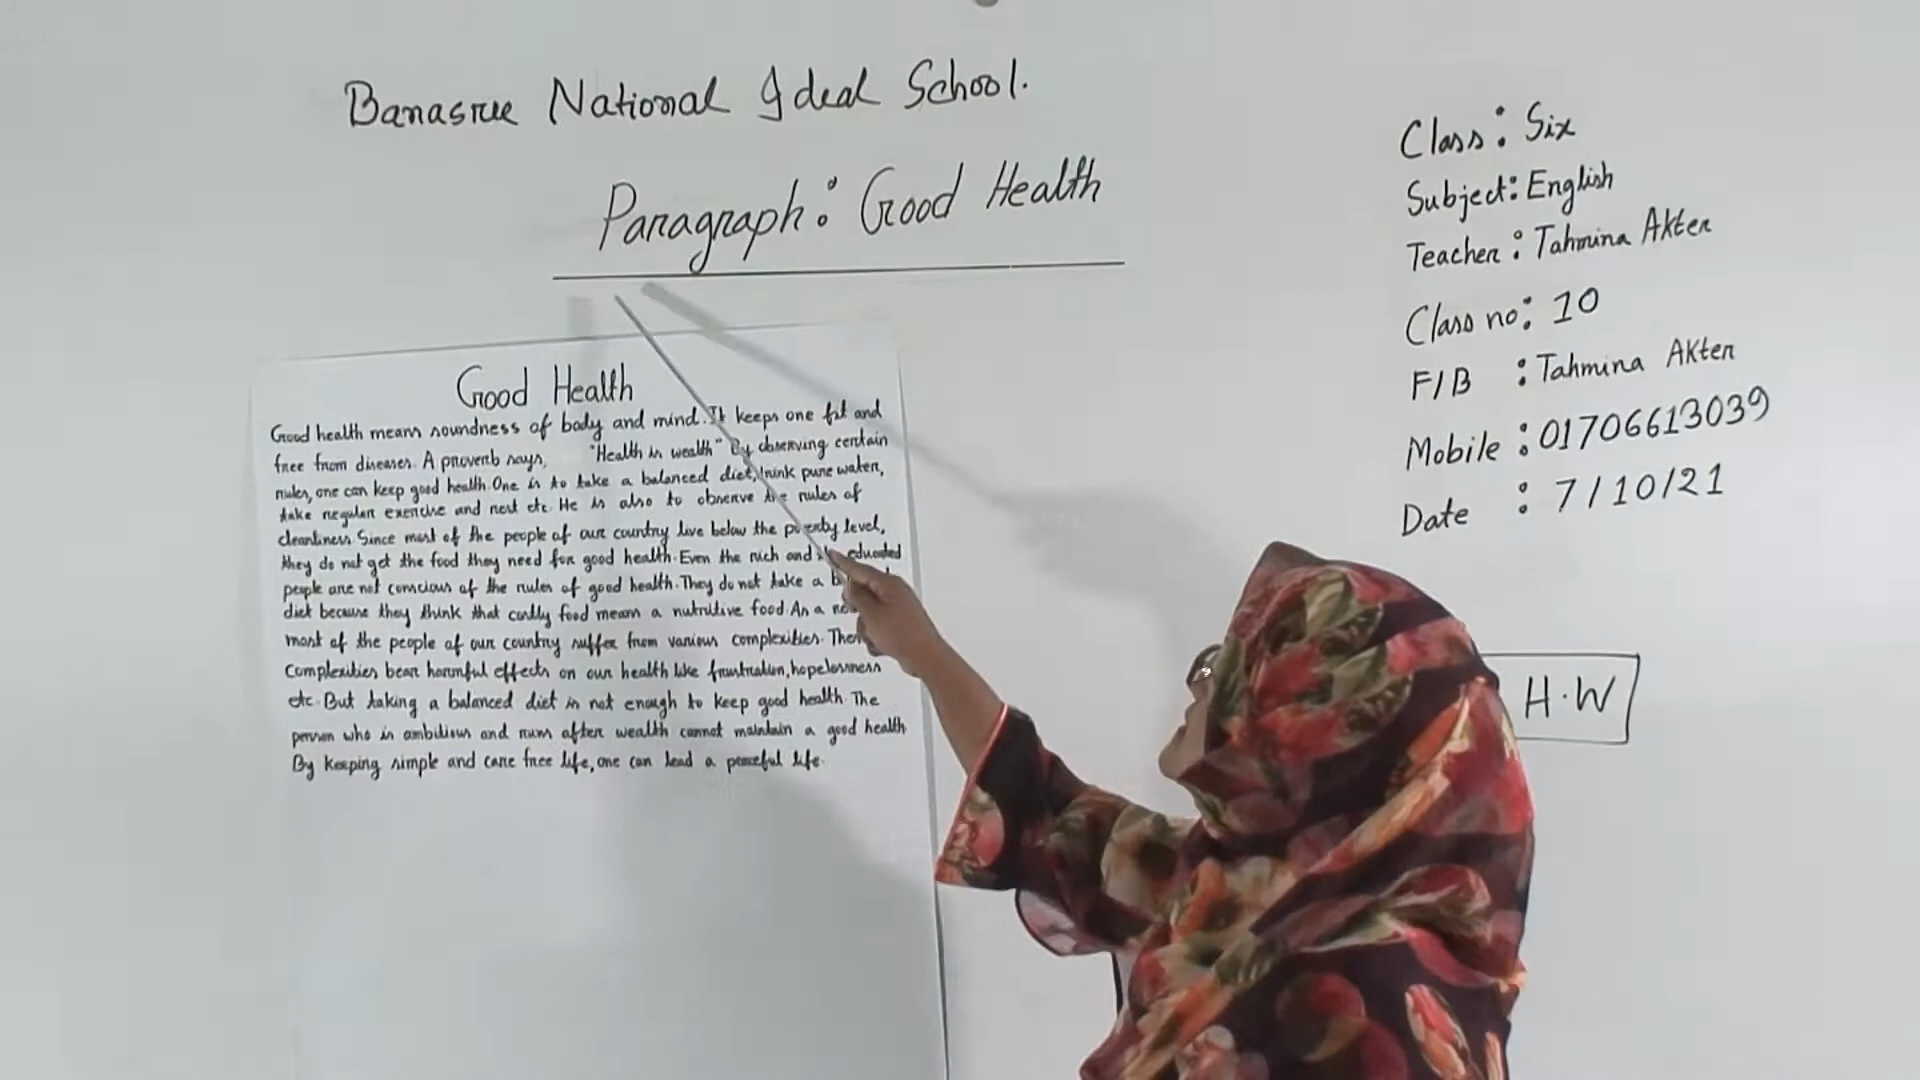 Banasree National Ideal School.
Paragraph: Good Health
Class: Six
Subject: English
Teacher: Tahmina Akter
Class no: 10
F/B : Tahmina Akter
Mobile : 01706613039
Date : 7/10/21
H.W
Good Health
Good health means soundness of body and mind. It keeps one fit and
free from diseases. A proverb says, "Health is wealth" By observing certain
rules, one can keep good health. One is to take a balanced diet, drink pure water,
take regular exercise and rest etc. He is also to observe the rules of
cleanliness. Since most of the people of our country live below the poverty level,
they do not get the food they need for good health. Even the rich and the educated
people are not conscious of the rules of good health. They do not take a
diet because they think that costly food means a nutritive food. As a
most of the people of our country suffer from various complexities.
complexities bear harmful effects on our health like frustration, hopelessness
etc. But taking a balanced diet is not enough to keep good health. The
person who is ambitious and runs after wealth cannot maintain a good health
By keeping simple and care free life, one can lead a peaceful life.